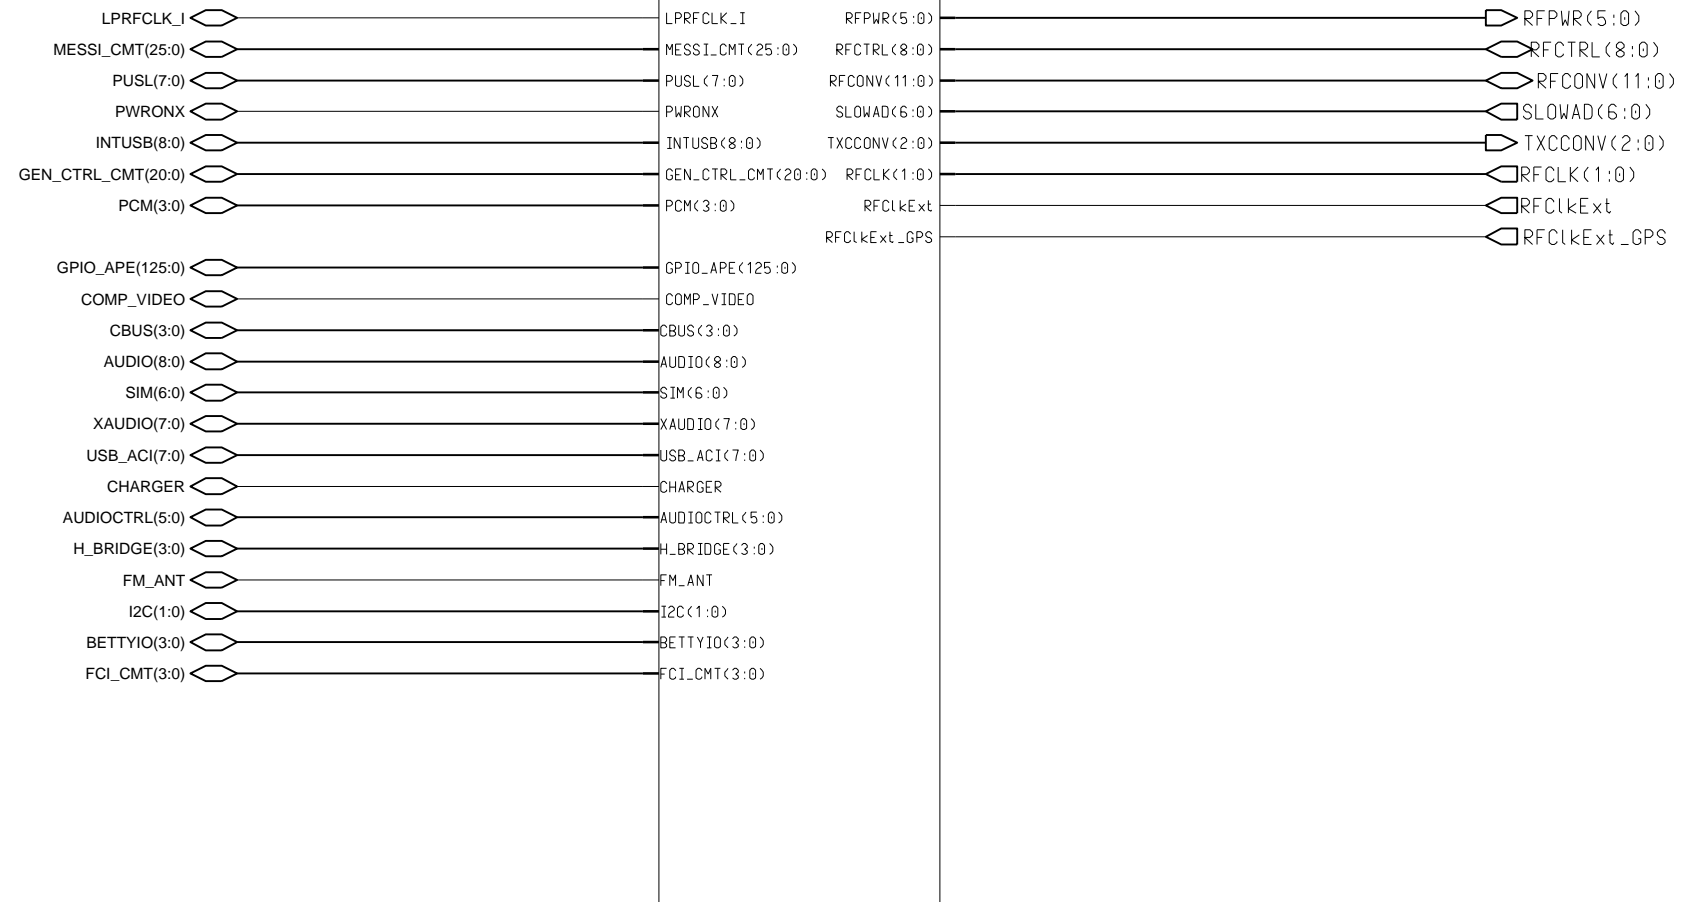 LPRFCLK_I LPRFCLK_I RFPWR(5:0) RFPWR(5:0)
MESSI_CMT(25:0) MESSI_CMT(25:0) RFCTRL(8:0) RFCTRL(8:0)
PUSL(7:0) PUSL(7:0) RFCONV(11:0) RFCONV(11:0)
PWRONX PWRONX SLOWAD(6:0) SLOWAD(6:0)
INTUSB(8:0) INTUSB(8:0) TXCCONV(2:0) TXCCONV(2:0)
GEN_CTRL_CMT(20:0) GEN_CTRL_CMT(20:0) RFCLK(1:0) RFCLK(1:0)
PCM(3:0) PCM(3:0) RFClkExt RFClkExt
RFClkExt_GPS RFClkExt_GPS
GPIO_APE(125:0) GPIO_APE(125:0)
COMP_VIDEO COMP_VIDEO
CBUS(3:0) CBUS(3:0)
AUDIO(8:0) AUDIO(8:0)
SIM(6:0) SIM(6:0)
XAUDIO(7:0) XAUDIO(7:0)
USB_ACI(7:0) USB_ACI(7:0)
CHARGER CHARGER
AUDIOCTRL(5:0) AUDIOCTRL(5:0)
H_BRIDGE(3:0) H_BRIDGE(3:0)
FM_ANT FM_ANT
I2C(1:0) I2C(1:0)
BETTYIO(3:0) BETTYIO(3:0)
FCI_CMT(3:0) FCI_CMT(3:0)